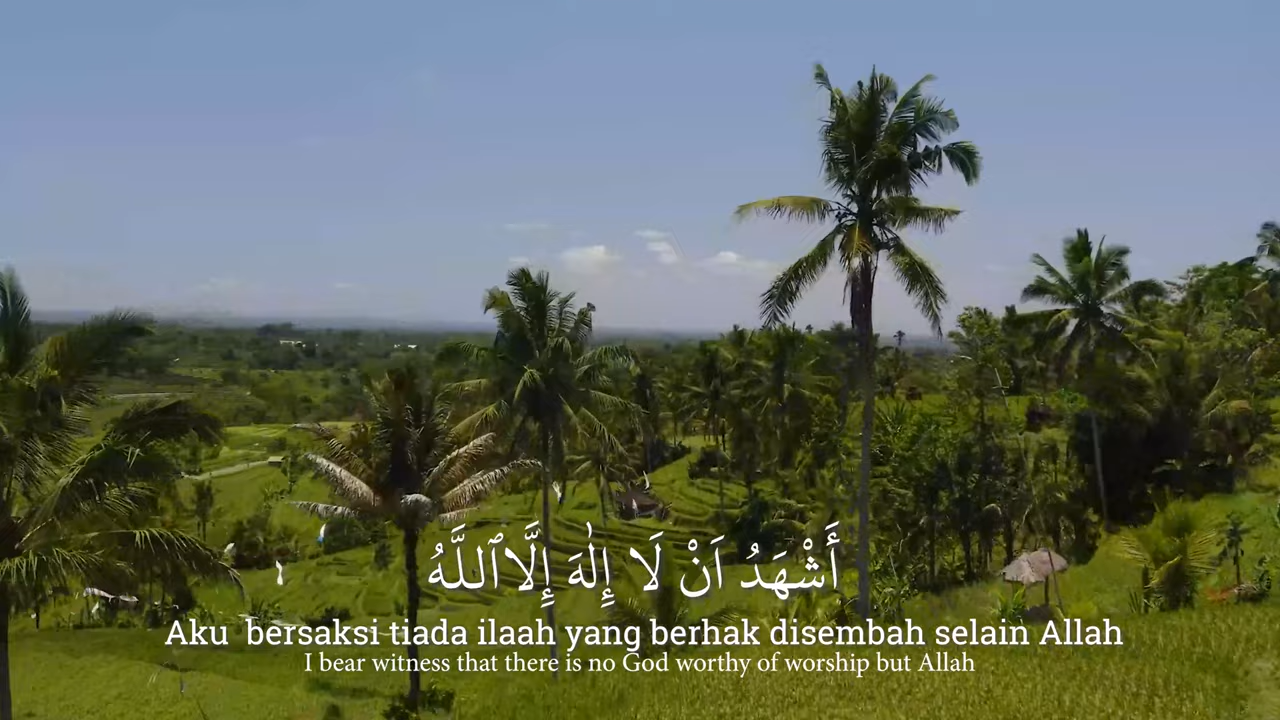 أَشْهَدُ اَنْ لَا إِلٰهَ إِلَّاٱللَّهُ
Aku  bersaksi tiada ilaah yang berhak disembah selain Allah
I bear witness that there is no God worthy of worship but Allah